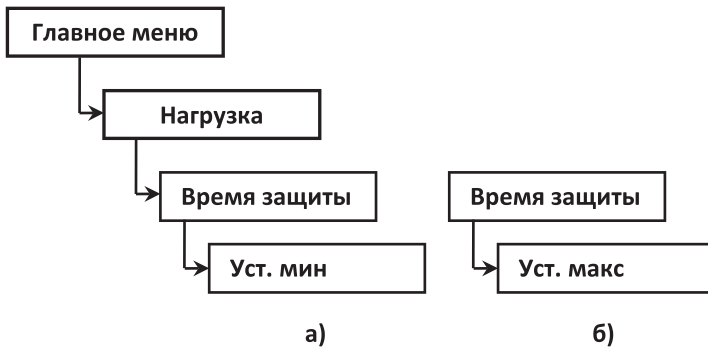 Главное меню
Нагрузка
Время защиты
Уст. мин
а)
Время защиты
Уст. макс
б)